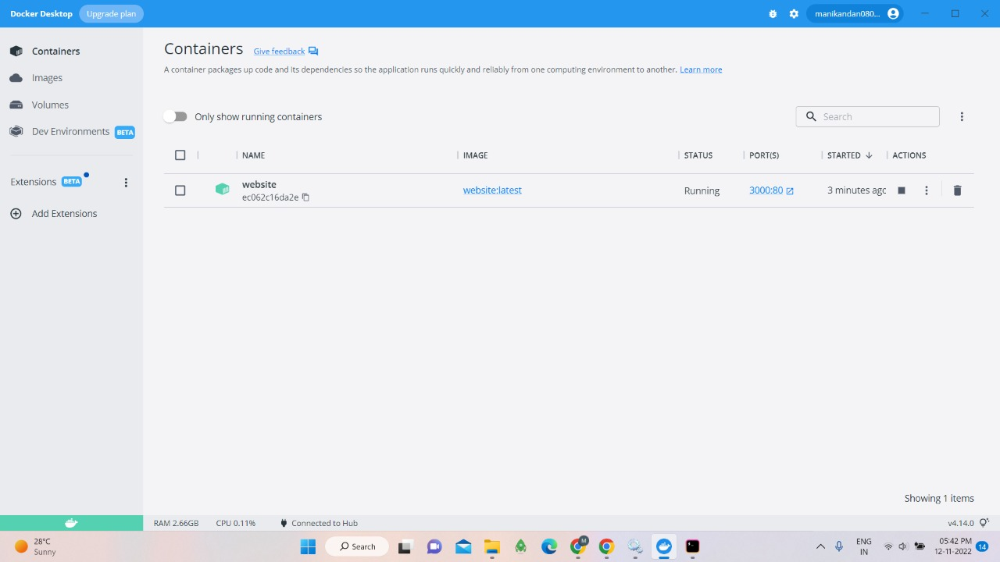 Docker Desktop Upgrade plan manikandan080...
Containers
Images
Volumes
Dev Environments BETA
Extensions BETA
Add Extensions
Containers Give feedback
A container packages up code and its dependencies so the application runs quickly and reliably from one computing environment to another. Learn more
Only show running containers Search
NAME IMAGE STATUS PORT(S) STARTED ACTIONS
website
ec062c16da2e website:latest Running 3000:80 3 minutes agc
Showing 1 items
RAM 2.66GB CPU 0.11% Connected to Hub v4.14.0
28°C
Sunny
Search
M
ENG
IN
05:42 PM
12-11-2022
14